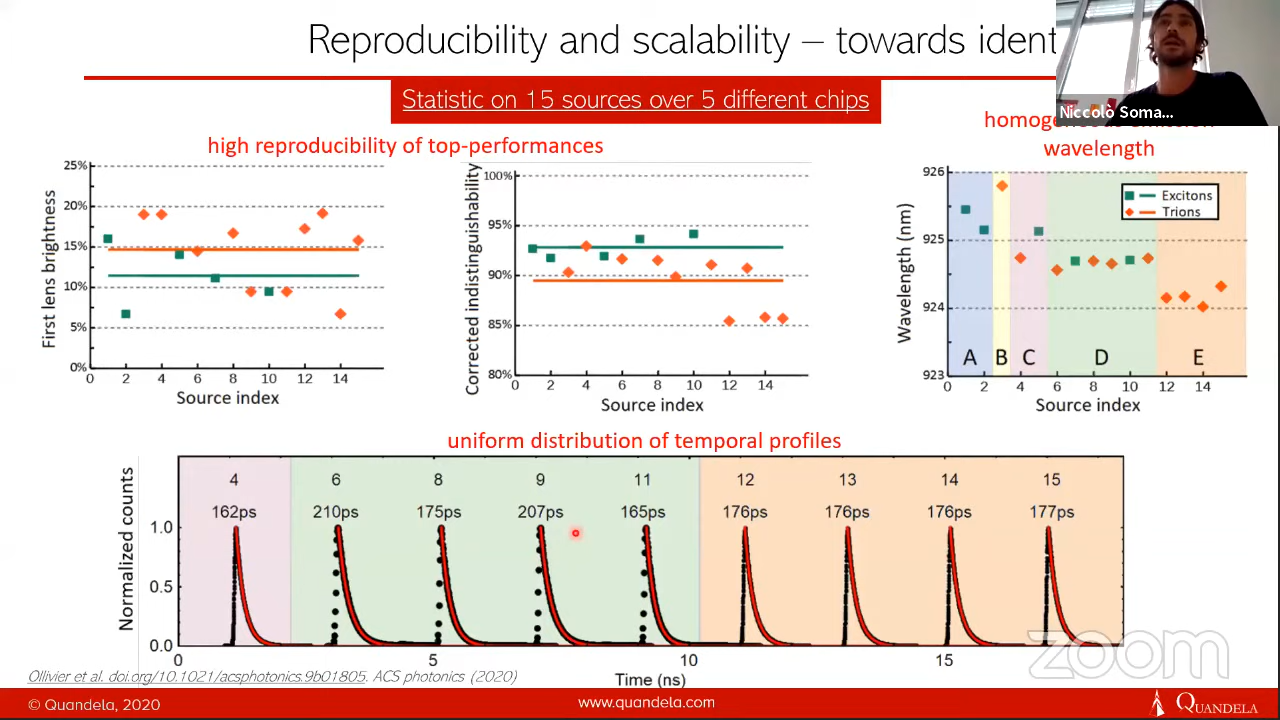 Reproducibility and scalability – towards ident
Niccolò Soma...
Statistic on 15 sources over 5 different chips
high reproducibility of top-performances
wavelength
25%
20%
15%
10%
5%
0%
First lens brightness
0 2 4 6 8 10 12 14
Source index
100%
95%
90%
85%
80%
Corrected indistinguishability
0 2 4 6 8 10 12 14
Source index
926
925
924
923
Wavelength (nm)
Excitons
Trions
A B C D E
0 2 4 6 8 10 12 14
Source index
uniform distribution of temporal profiles
Normalized counts
1.0
0.5
0.0
4 6 8 9 11 12 13 14 15
162ps 210ps 175ps 207ps 165ps 176ps 176ps 176ps 177ps
0 5 10 15
Time (ns)
zoom
Ollivier et al. doi.org/10.1021/acsphotonics.9b01805 ACS photonics (2020)
© Quandela, 2020
www.quandela.com
QUANDELA